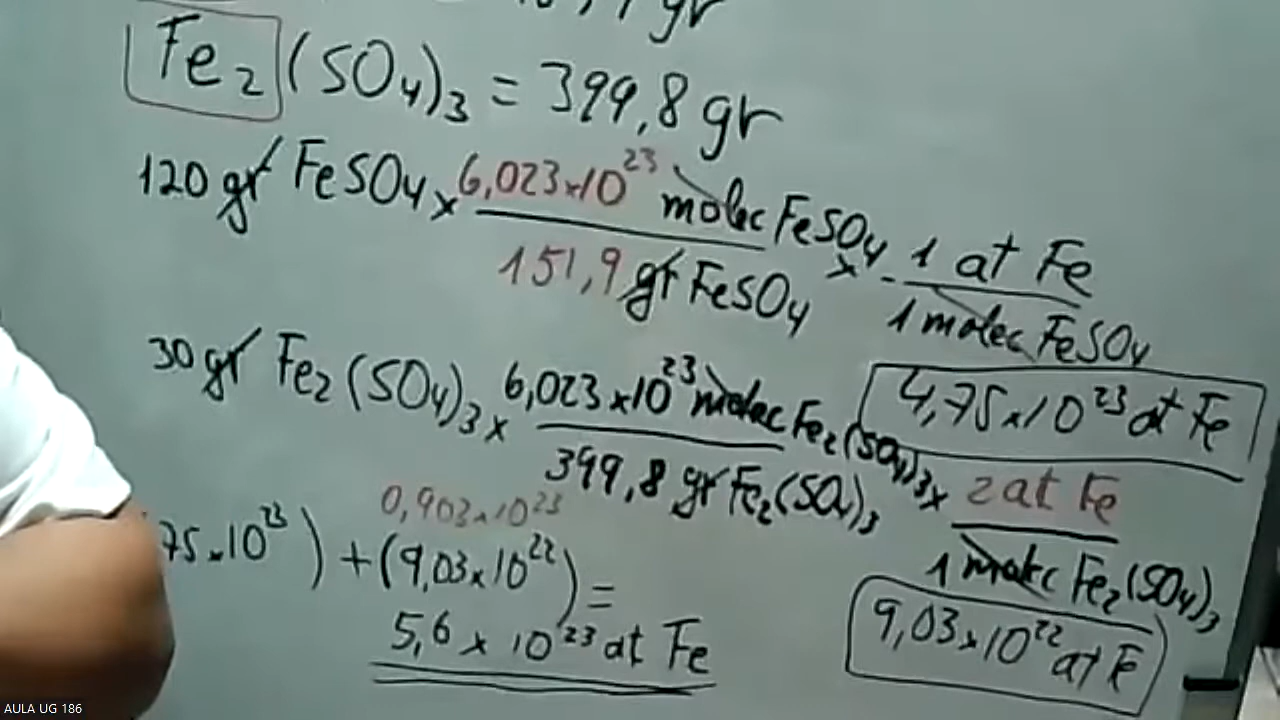 gr
Fe2 (SO4)3 = 399,8 gr
120 gr FeSO4 x 6,023x10^23 molec FeSO4 x 1 at Fe
151,9 gr FeSO4 1 molec FeSO4
4,75x10^23 at Fe
30 gr Fe2 (SO4)3 x 6,023x10^23 molec Fe2 (SO4)3 x 2 at Fe
399,8 gr Fe2 (SO4)3 1 molec Fe2 (SO4)3
0,903x10^23
75x10^23) + (9,03x10^22) =
5,6 x 10^23 at Fe
9,03x10^22 at Fe
AULA UG 186